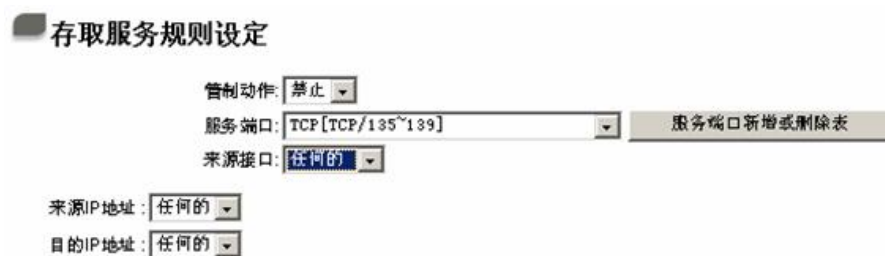 存取服务规则设定
管制动作: 禁止
服务端口: TCP[TCP/135~139] 服务端口新增或删除表
来源接口: 任何的
来源IP地址: 任何的
目的IP地址: 任何的